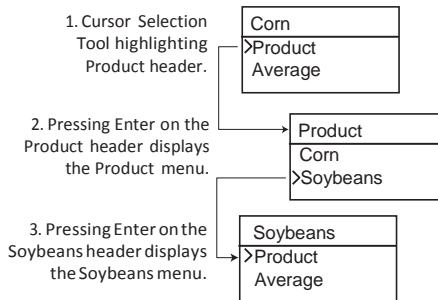 1. Cursor Selection
Tool highlighting
Product header.
Corn
>Product
Average
2. Pressing Enter on the
Product header displays
the Product menu.
Product
Corn
>Soybeans
3. Pressing Enter on the
Soybeans header displays
the Soybeans menu.
Soybeans
>Product
Average